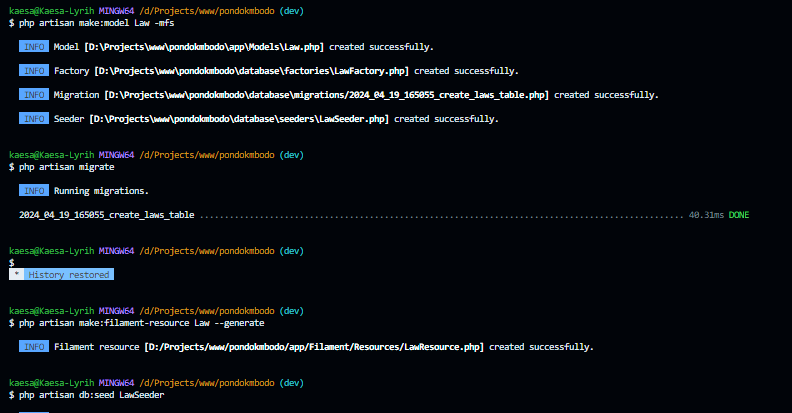 kaesa@Kaesa-Lyrih MINGW64 /d/Projects/www/pondokmbodo (dev)
$ php artisan make:model Law -mfs
INFO Model [D:\Projects\www\pondokmbodo\app\Models\Law.php] created successfully.
INFO Factory [D:\Projects\www\pondokmbodo\database\factories\LawFactory.php] created successfully.
INFO Migration [D:\Projects\www\pondokmbodo\database\migrations/2024_04_19_165055_create_laws_table.php] created successfully.
INFO Seeder [D:\Projects\www\pondokmbodo\database\seeders\LawSeeder.php] created successfully.
kaesa@Kaesa-Lyrih MINGW64 /d/Projects/www/pondokmbodo (dev)
$ php artisan migrate
INFO Running migrations.
2024_04_19_165055_create_laws_table ................................................................................................. 40.31ms DONE
kaesa@Kaesa-Lyrih MINGW64 /d/Projects/www/pondokmbodo (dev)
$
* History restored
kaesa@Kaesa-Lyrih MINGW64 /d/Projects/www/pondokmbodo (dev)
$ php artisan make:filament-resource Law --generate
INFO Filament resource [D:/Projects/www/pondokmbodo/app/Filament/Resources/LawResource.php] created successfully.
kaesa@Kaesa-Lyrih MINGW64 /d/Projects/www/pondokmbodo (dev)
$ php artisan db:seed LawSeeder